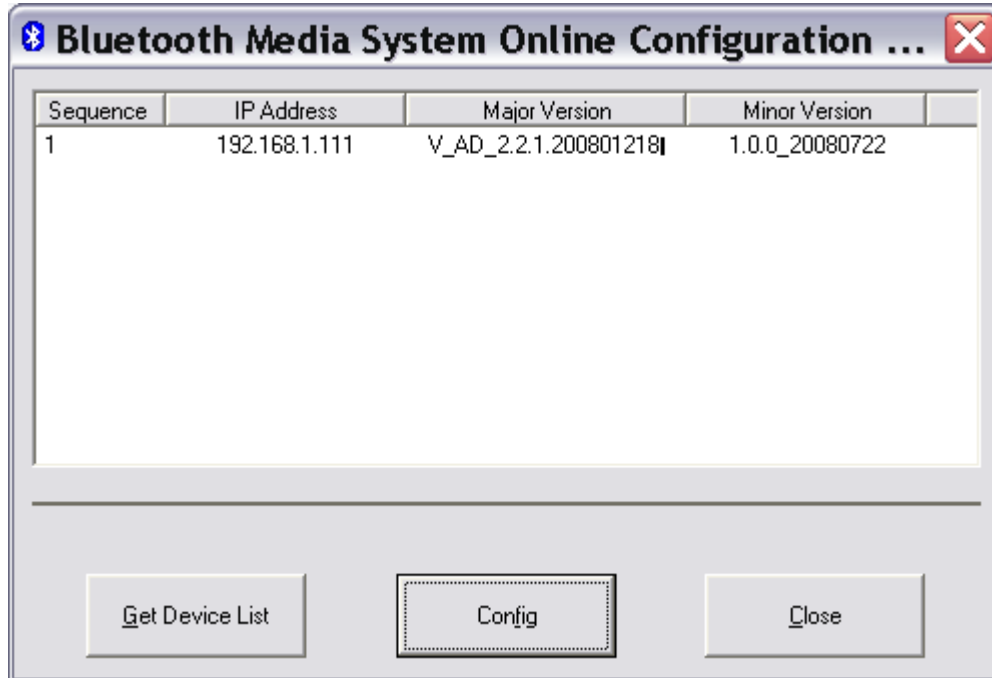 Bluetooth Media System Online Configuration ...
Sequence IP Address Major Version Minor Version
1 192.168.1.111 V_AD_2.2.1.200801218 1.0.0_20080722
Get Device List Config Close